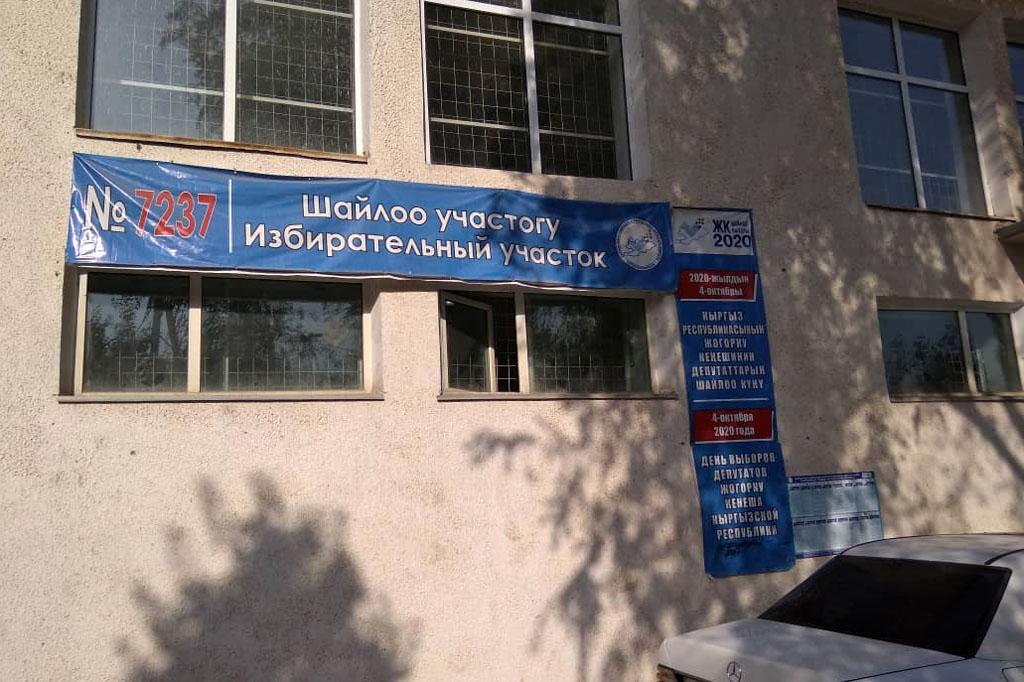 № 7237
Шайлоо участогу
Избирательный участок
ЖК
2020
2020-жылдын
4-октябры
КЫРГЫЗ
РЕСПУБЛИКАСЫНЫН
ЖОГОРКУ
КЕҢЕШИНИН
ДЕПУТАТТАРЫН
ШАЙЛОО КҮНҮ
4-октября
2020 года
ДЕНЬ ВЫБОРОВ
ДЕПУТАТОВ
ЖОГОРКУ
КЕНЕША
КЫРГЫЗСКОЙ
РЕСПУБЛИКИ